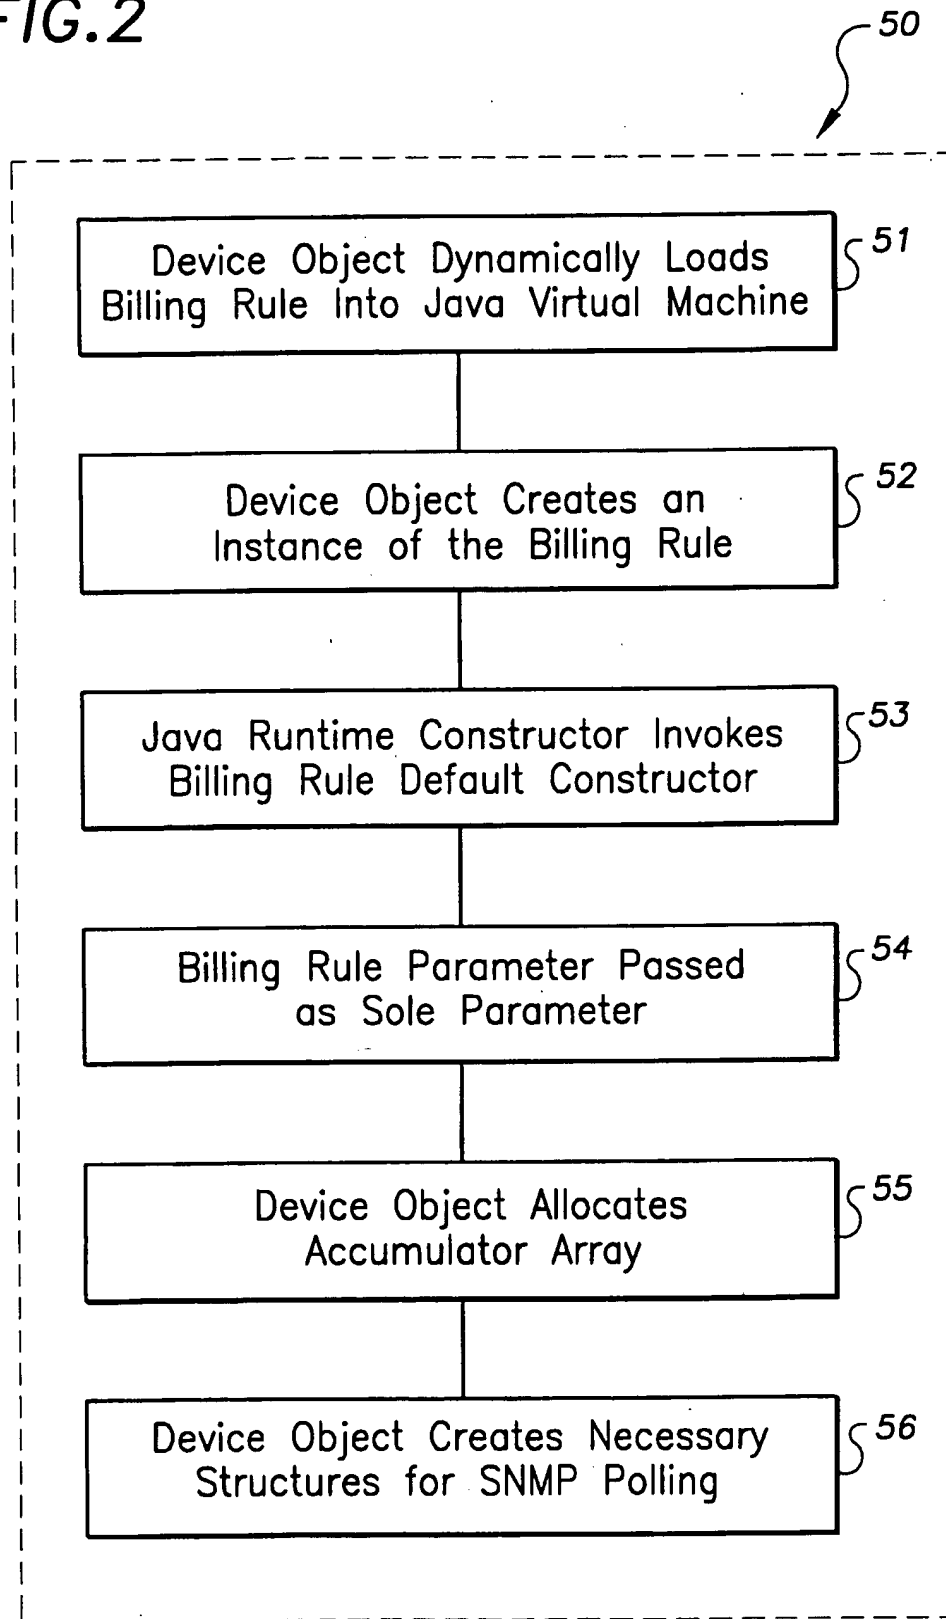 FIG.2
50
Device Object Dynamically Loads
Billing Rule Into Java Virtual Machine
51
Device Object Creates an
Instance of the Billing Rule
52
Java Runtime Constructor Invokes
Billing Rule Default Constructor
53
Billing Rule Parameter Passed
as Sole Parameter
54
Device Object Allocates
Accumulator Array
55
Device Object Creates Necessary
Structures for SNMP Polling
56